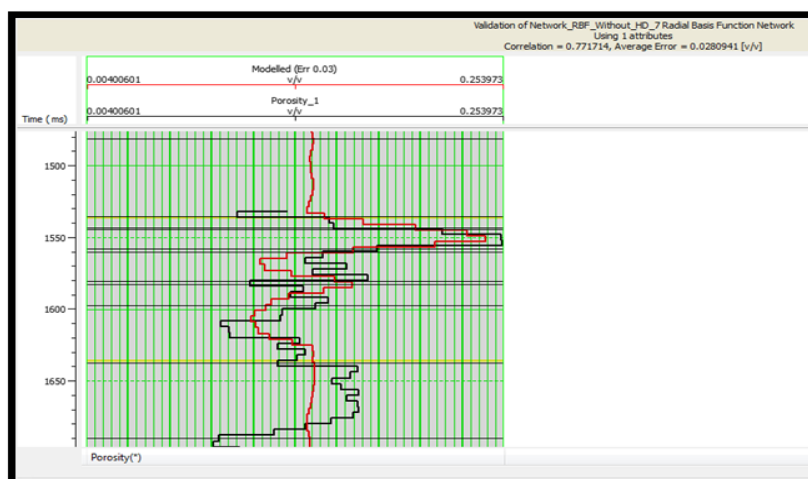 Validation of Network_RBF_Without_HD_7 Radial Basis Function Network
Using 1 attributes
Correlation = 0.771714, Average Error = 0.0280941 [v/v]
Modelled (Err 0.03)
0.00400601 v/v 0.253973
Porosity_1
0.00400601 v/v 0.253973
Time (ms)
1500
1550
1600
1650
Porosity(")